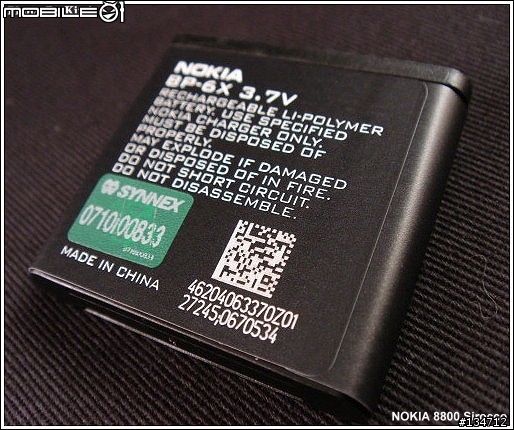 MOBILE01
NOKIA
BP-6X 3.7V
RECHARGEABLE LI-POLYMER
BATTERY. USE SPECIFIED
NOKIA CHARGER ONLY.
MUST BE DISPOSED OF
PROPERLY.
MAY EXPLODE IF DAMAGED
OR DISPOSED OF IN FIRE.
DO NOT SHORT CIRCUIT.
DO NOT DISASSEMBLE.
SYNNEX
0710100833
MADE IN CHINA
46204063370Z01
27245;0670534
NOKIA 8800 Sirocco
#134712